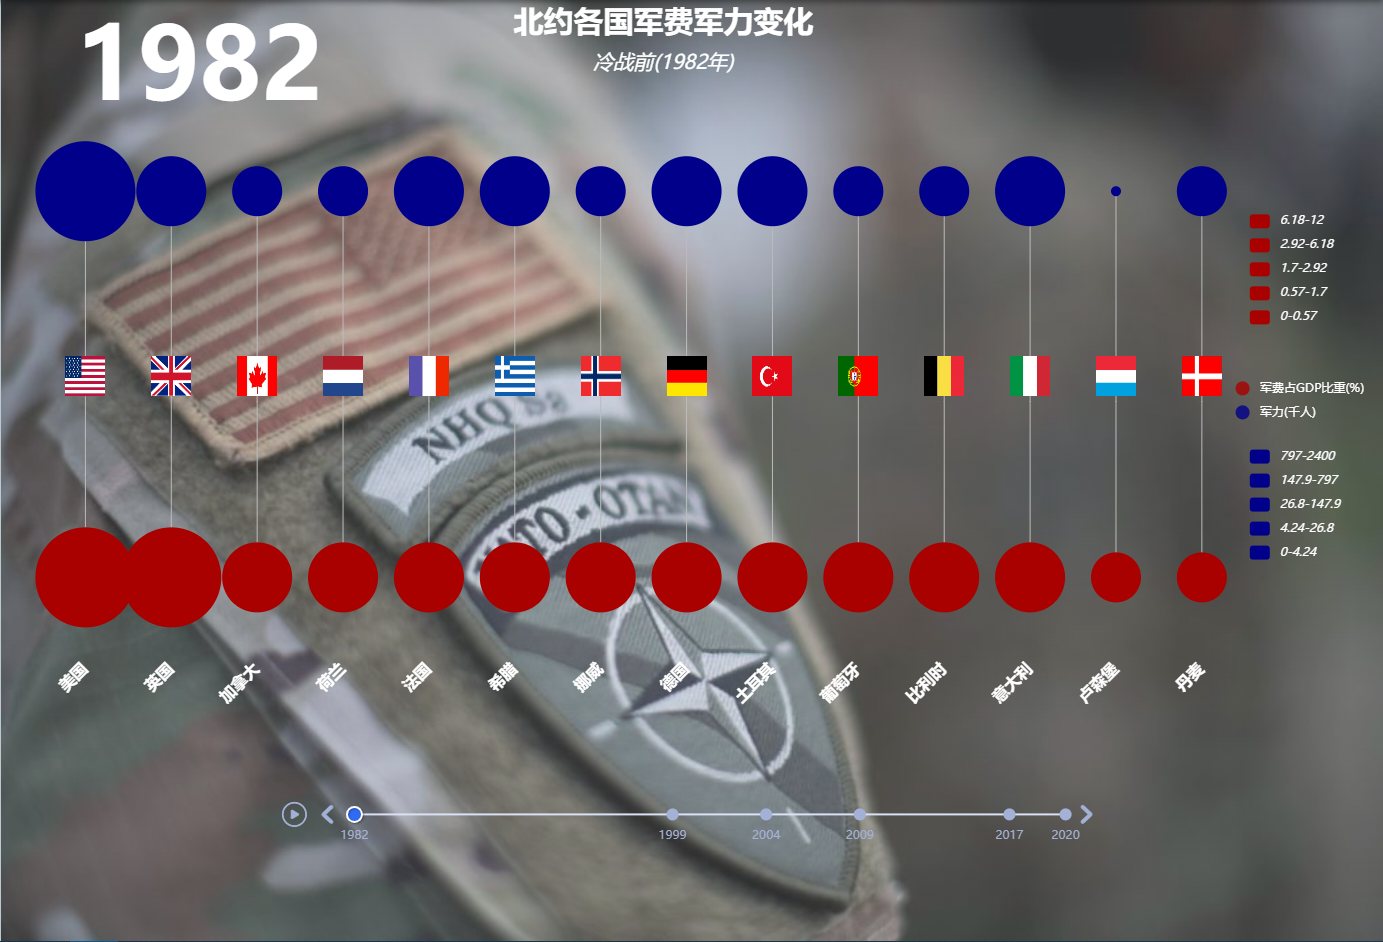 1982
北约各国军费军力变化
冷战前(1982年)
6.18-12
2.92-6.18
1.7-2.92
0.57-1.7
0-0.57
军费占GDP比重(%)
军力(千人)
797-2400
147.9-797
26.8-147.9
4.24-26.8
0-4.24
NHQ Sa
NATO - OTAN
美国
英国
加拿大
荷兰
法国
希腊
挪威
德国
土耳其
葡萄牙
比利时
意大利
卢森堡
丹麦
1982
1999
2004
2009
2017
2020